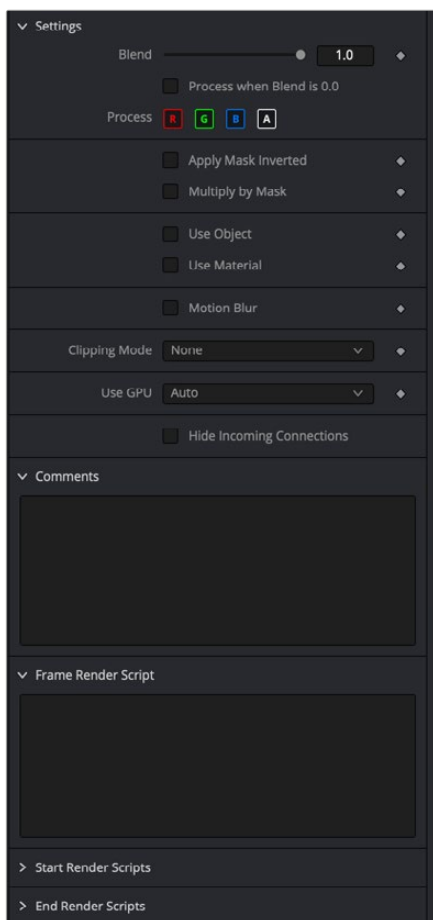 Settings
Blend 1.0
Process when Blend is 0.0
Process R G B A
Apply Mask Inverted
Multiply by Mask
Use Object
Use Material
Motion Blur
Clipping Mode None
Use GPU Auto
Hide Incoming Connections
Comments
Frame Render Script
Start Render Scripts
End Render Scripts